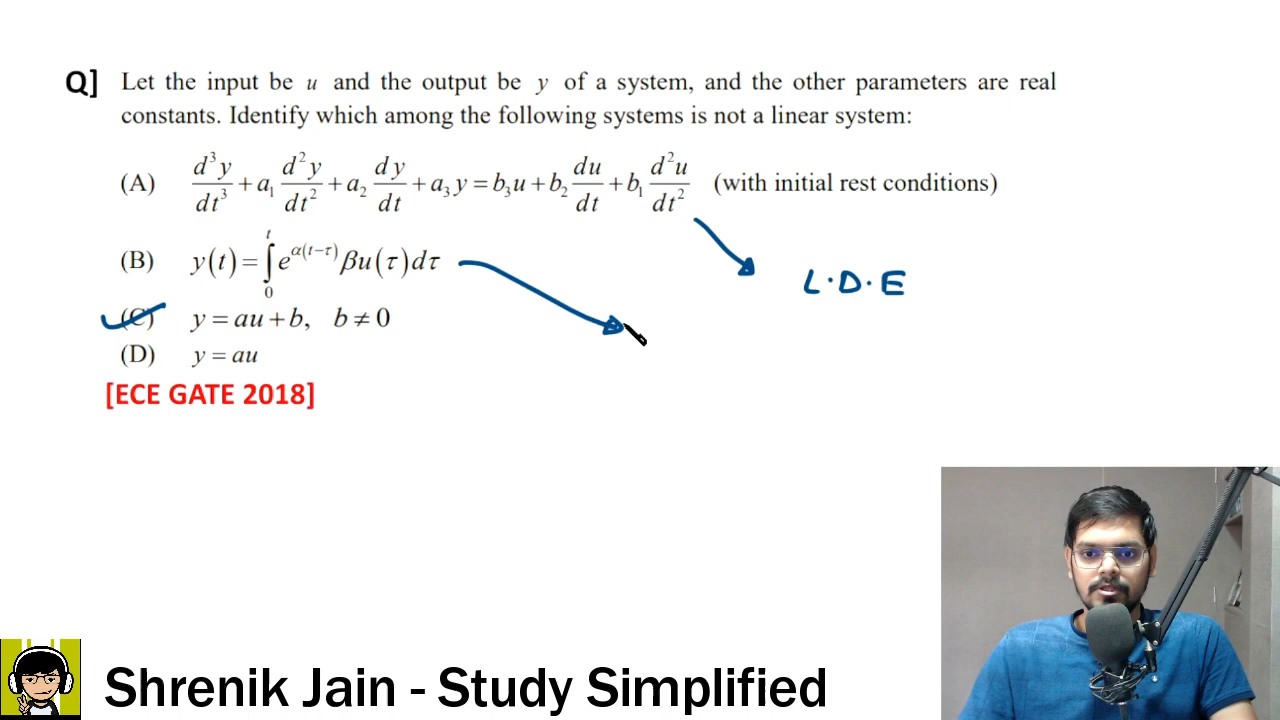 Q] Let the input be u and the output be y of a system, and the other parameters are real
constants. Identify which among the following systems is not a linear system:
(A) d³y/dt³ + a₁ d²y/dt² + a₂ dy/dt + a₃y = b₃u + b₂ du/dt + b₁ d²u/dt² (with initial rest conditions)
L.D.E
(B) y(t) = ∫₀ᵗ e^α(t−τ) βu(τ)dτ
(C) y = au + b, b ≠ 0
(D) y = au
[ECE GATE 2018]
Shrenik Jain - Study Simplified